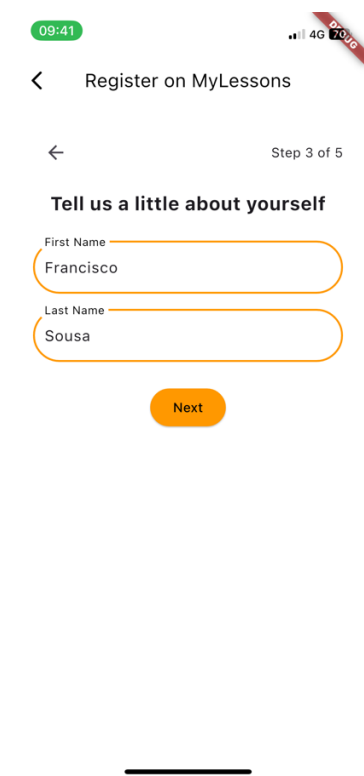 09:41
4G 70
DEBUG
Register on MyLessons
Step 3 of 5
Tell us a little about yourself
First Name
Francisco
Last Name
Sousa
Next